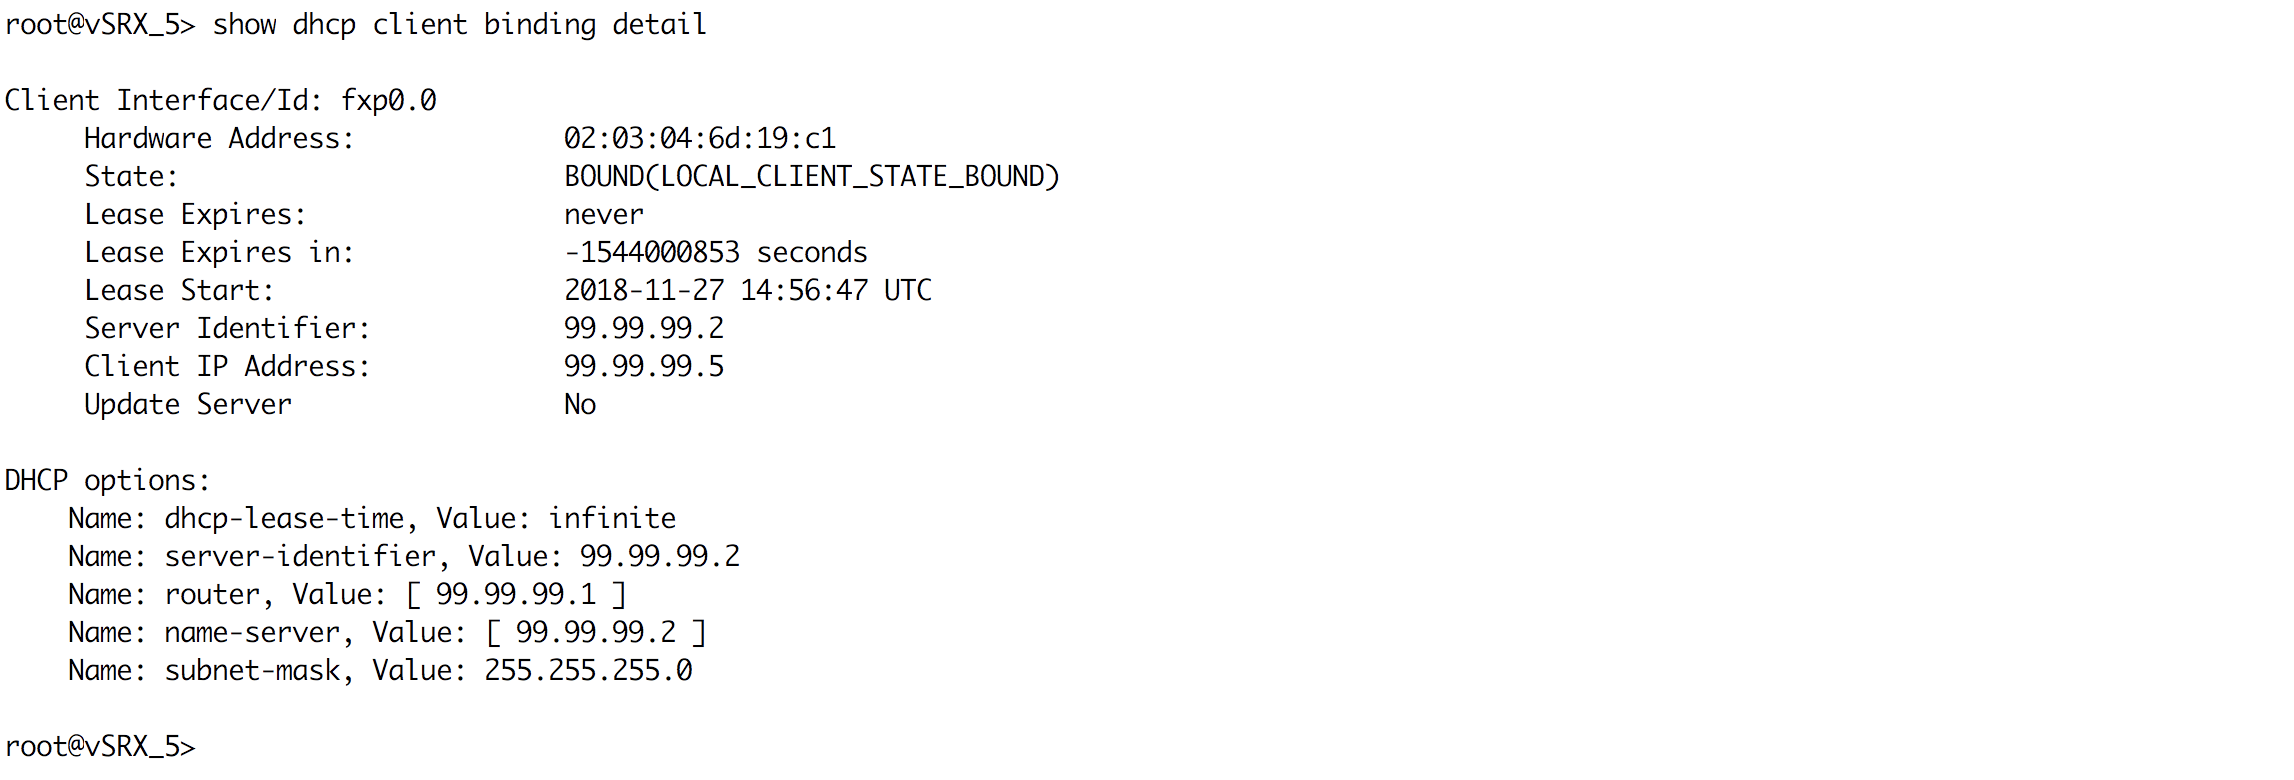 root@vSRX_5> show dhcp client binding detail
Client Interface/Id: fxp0.0
Hardware Address: 02:03:04:6d:19:c1
State: BOUND(LOCAL_CLIENT_STATE_BOUND)
Lease Expires: never
Lease Expires in: -1544000853 seconds
Lease Start: 2018-11-27 14:56:47 UTC
Server Identifier: 99.99.99.2
Client IP Address: 99.99.99.5
Update Server No
DHCP options:
Name: dhcp-lease-time, Value: infinite
Name: server-identifier, Value: 99.99.99.2
Name: router, Value: [ 99.99.99.1 ]
Name: name-server, Value: [ 99.99.99.2 ]
Name: subnet-mask, Value: 255.255.255.0
root@vSRX_5>